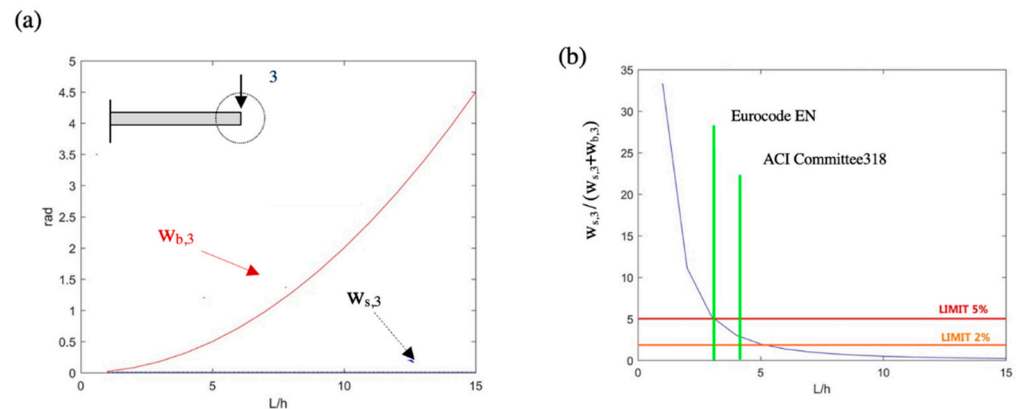 (a)
5
4.5
4
3.5
3
2.5
2
1.5
1
0.5
0
rad
3
Wb,3
Ws,3
0
5
10
15
L/h
(b)
35
30
25
20
15
10
5
0
ws,3/(ws,3+wb,3)
Eurocode EN
ACI Committee318
LIMIT 5%
LIMIT 2%
0
5
10
15
L/h